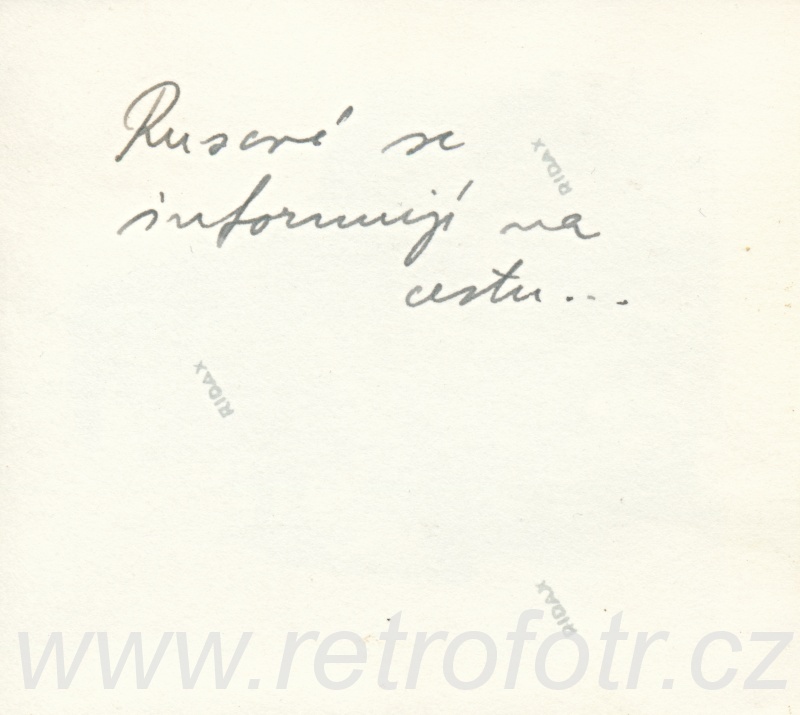 Rusové se
RIDAX
informují na
cestu...
RIDAX
RIDAX
www.retrofotr.cz